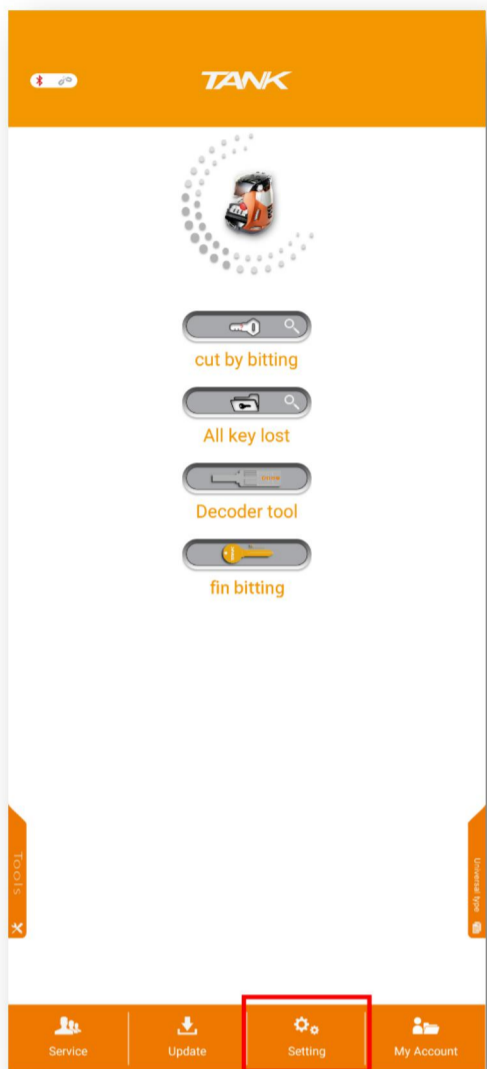 TANK
cut by bitting
All key lost
Decoder tool
fin bitting
Tools
Universal type
Service
Update
Setting
My Account